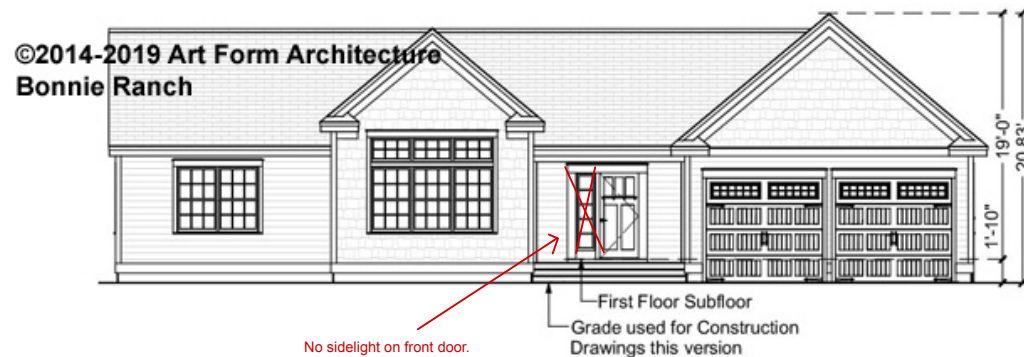 ©2014-2019 Art Form Architecture
Bonnie Ranch
19'-0"
20.83'
1'-10"
First Floor Subfloor
Grade used for Construction
Drawings this version
No sidelight on front door.